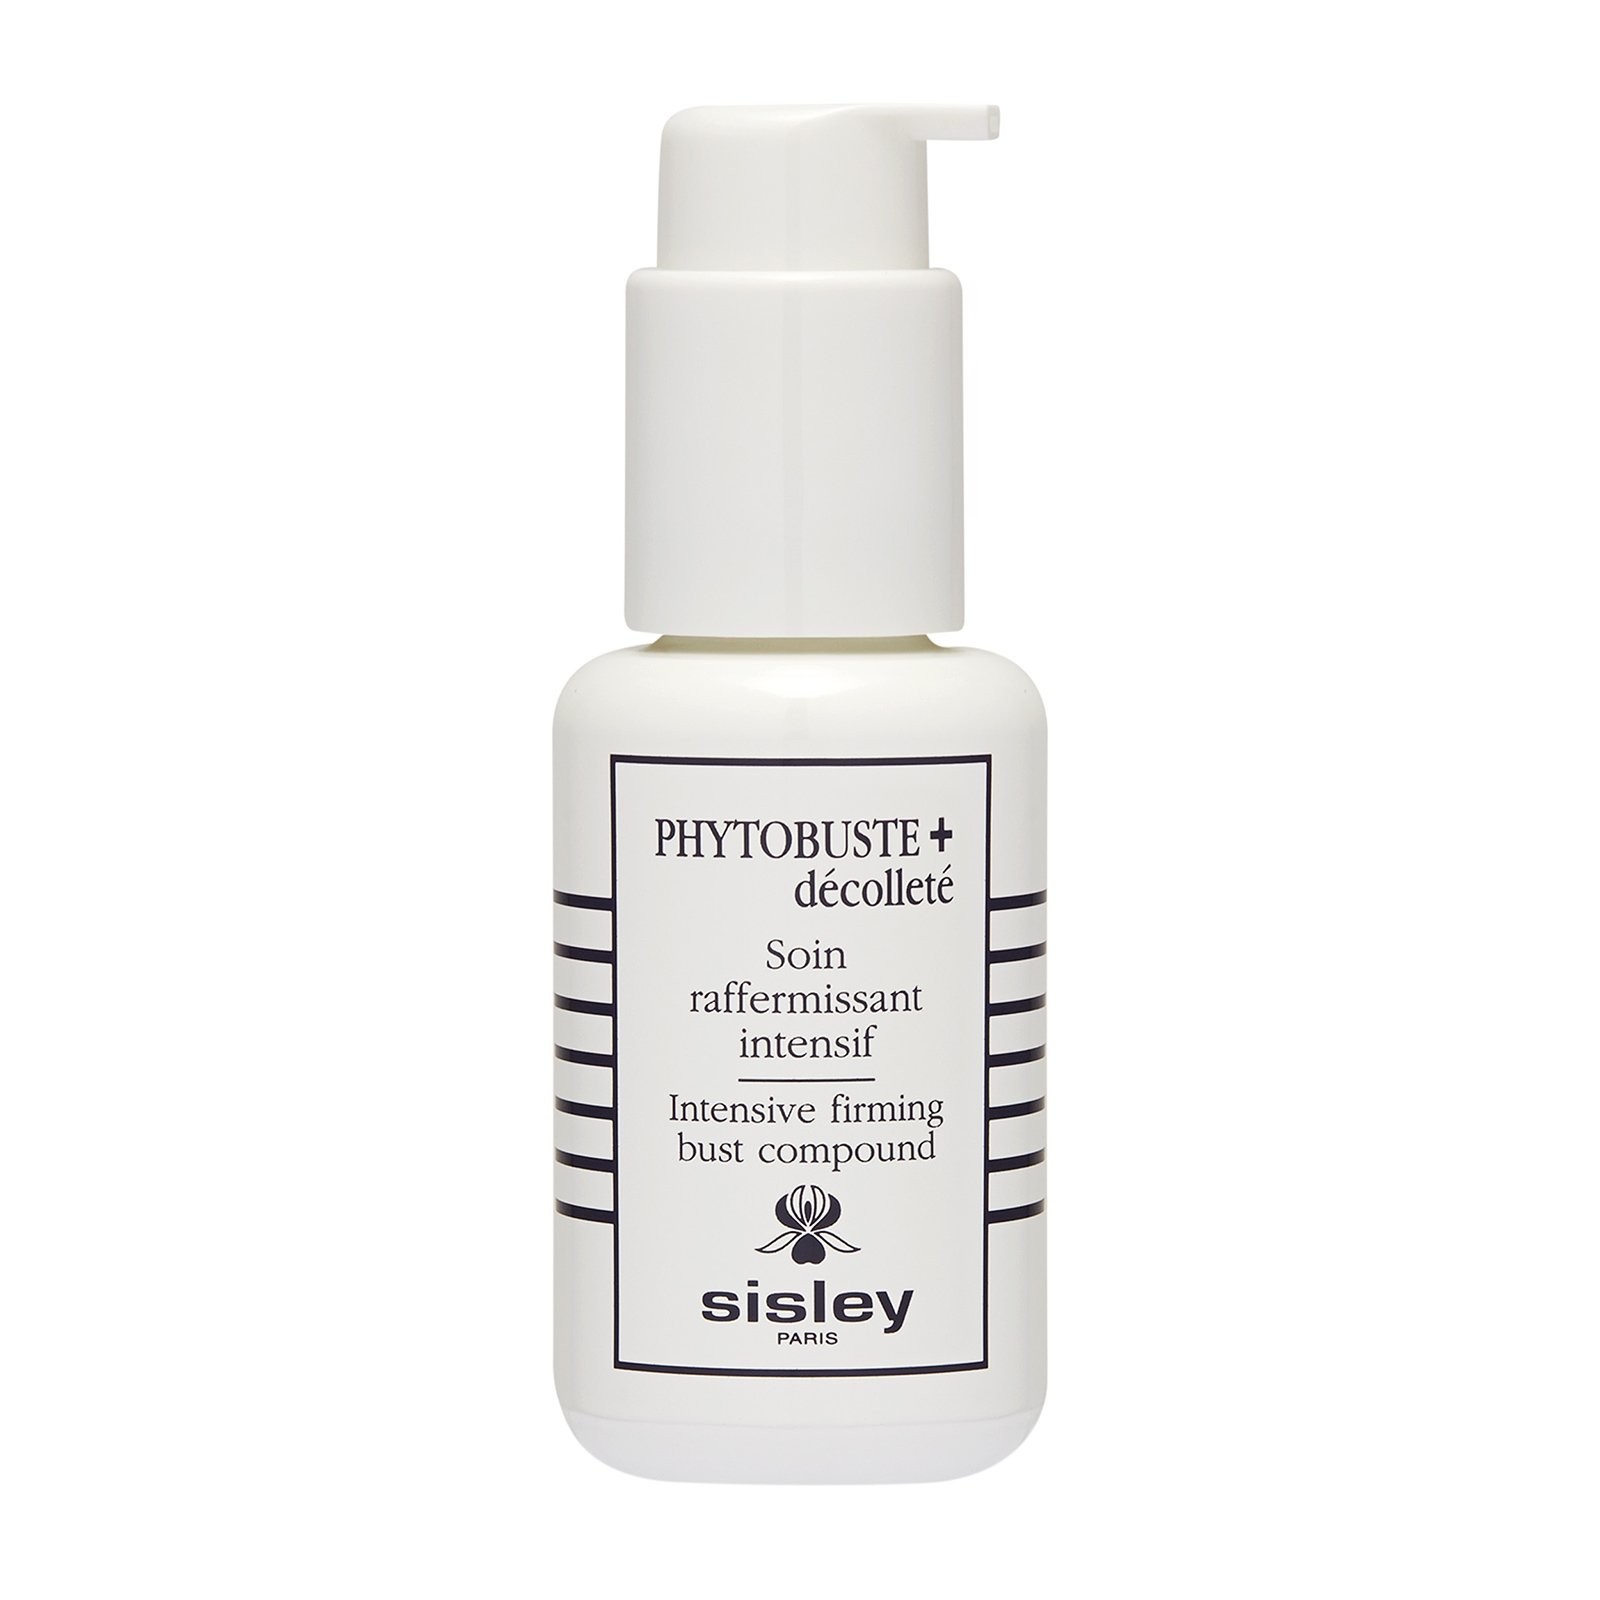 PHYTOBUSTE +
décolleté
Soin
raffermissant
intensif
Intensive firming
bust compound
sisley
PARIS